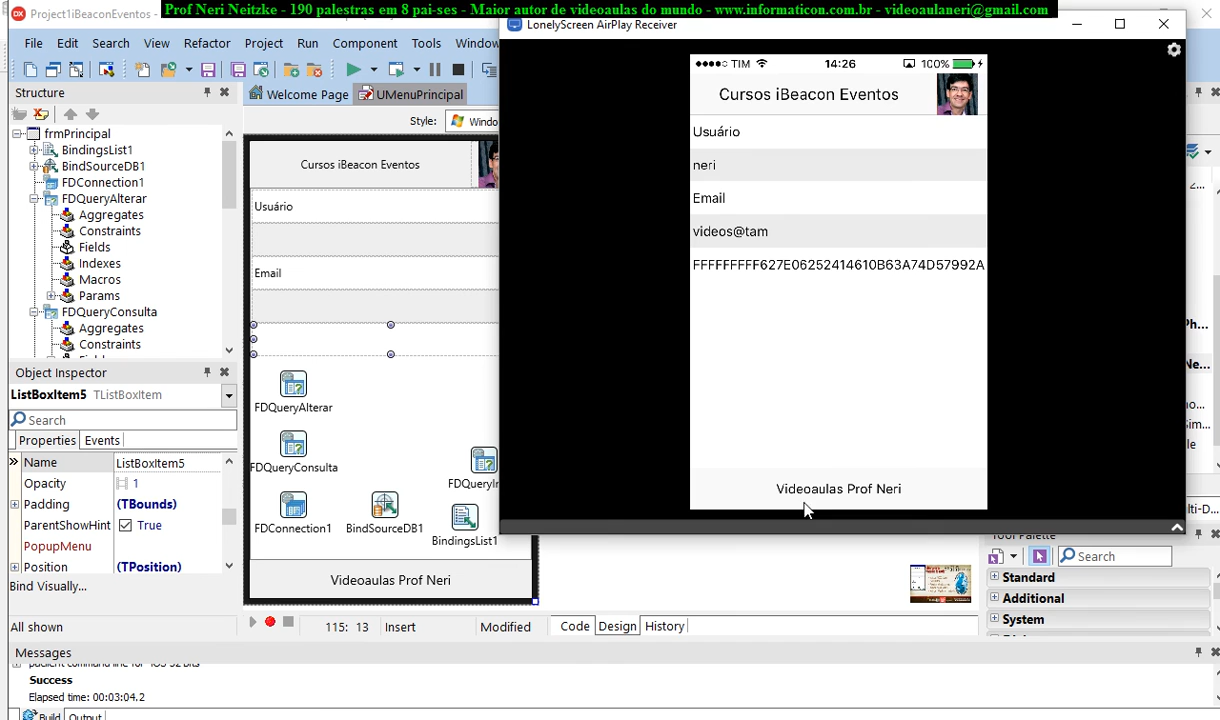 Prof Neri Neitzke - 190 palestras em 8 pai-ses - Maior autor de videoaulas do mundo - www.informaticon.com.br - videoaulaneri@gmail.com
Project1iBeaconEventos
LonelyScreen AirPlay Receiver
File Edit Search View Refactor Project Run Component Tools Window
Structure
Welcome Page
UMenuPrincipal
Style:
Windo
frmPrincipal
BindingsList1
BindSourceDB1
FDConnection1
FDQueryAlterar
Aggregates
Constraints
Fields
Indexes
Macros
Params
FDQueryConsulta
Aggregates
Constraints
Object Inspector
ListBoxItem5 TListBoxItem
Search
Properties Events
Name ListBoxItem5
Opacity 1
Padding (TBounds)
ParentShowHint True
PopupMenu
Position (TPosition)
Bind Visually...
All shown
Cursos iBeacon Eventos
Usuário
Email
FDQueryAlterar
FDQueryConsulta
FDQueryIn
FDConnection1
BindSourceDB1
BindingsList1
Videoaulas Prof Neri
TIM 14:26 100%
Cursos iBeacon Eventos
Usuário
neri
Email
videos@tam
FFFFFFFFF627E06252414610B63A74D57992A
Videoaulas Prof Neri
115: 13 Insert Modified Code Design History
Search
Standard
Additional
System
Messages
Success
Elapsed time: 00:03:04.2
Build Output